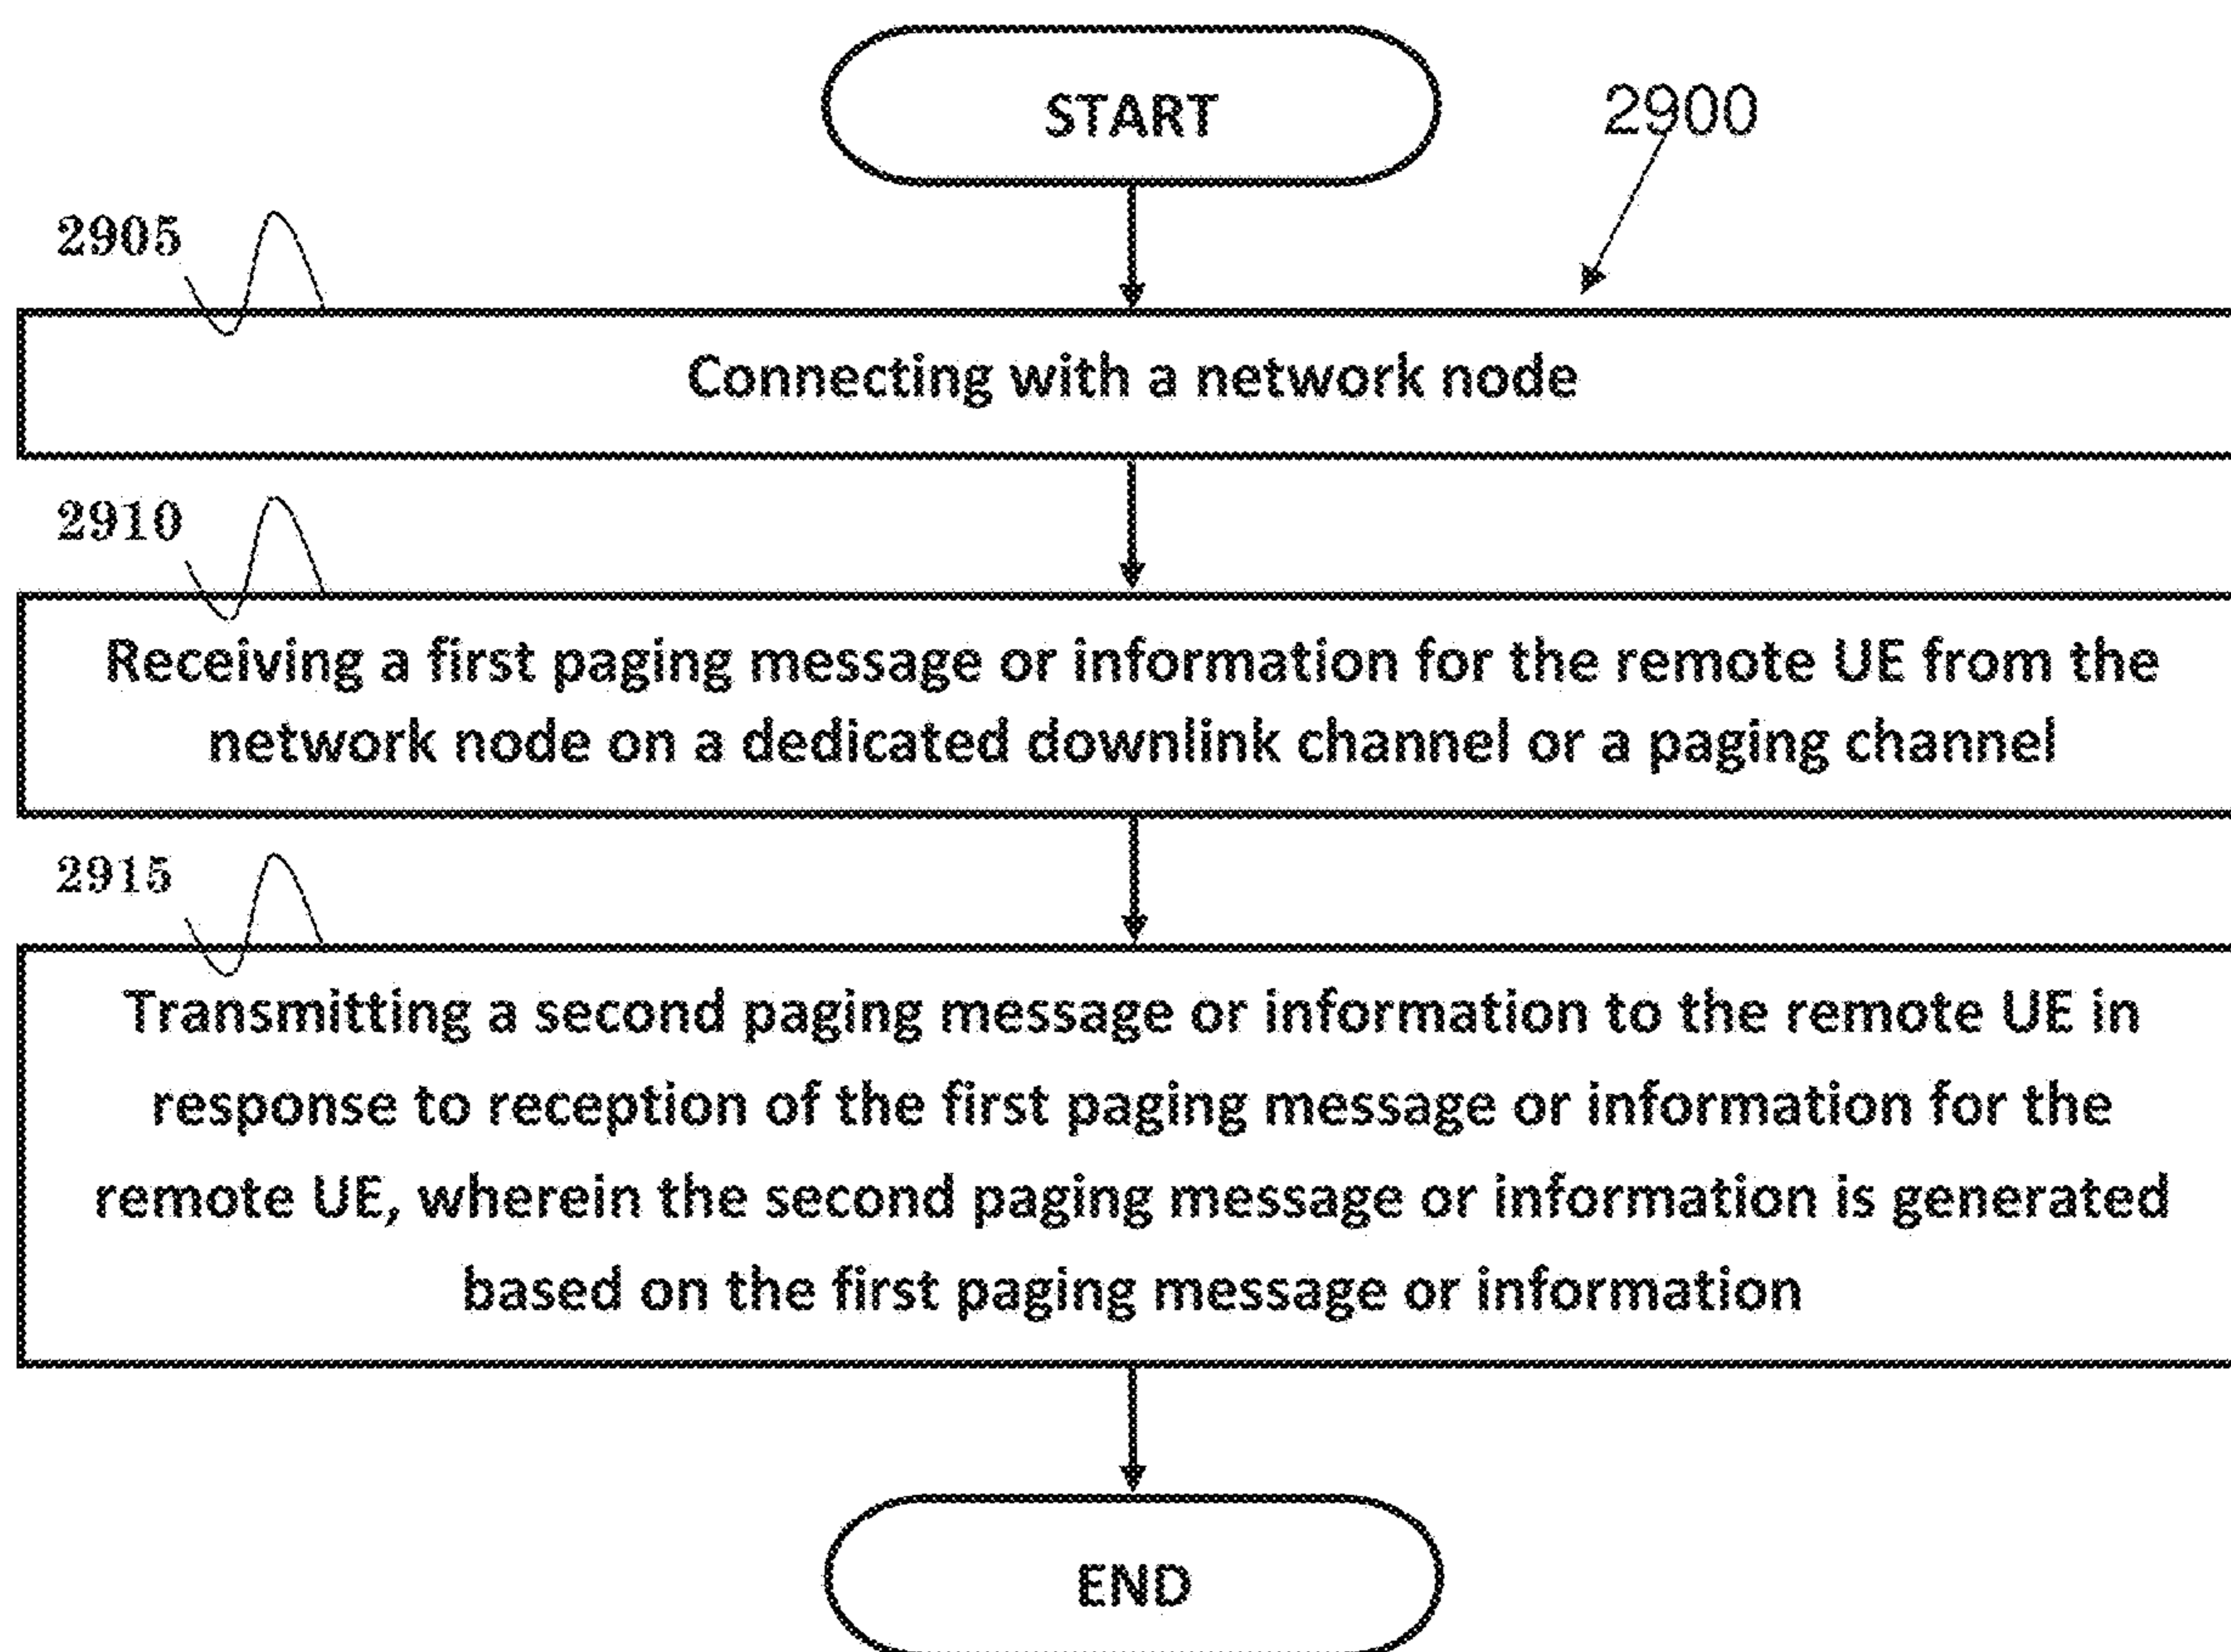 START
2900
2905
Connecting with a network node
2910
Receiving a first paging message or information for the remote UE from the
network node on a dedicated downlink channel or a paging channel
2915
Transmitting a second paging message or information to the remote UE in
response to reception of the first paging message or information for the
remote UE, wherein the second paging message or information is generated
based on the first paging message or information
END